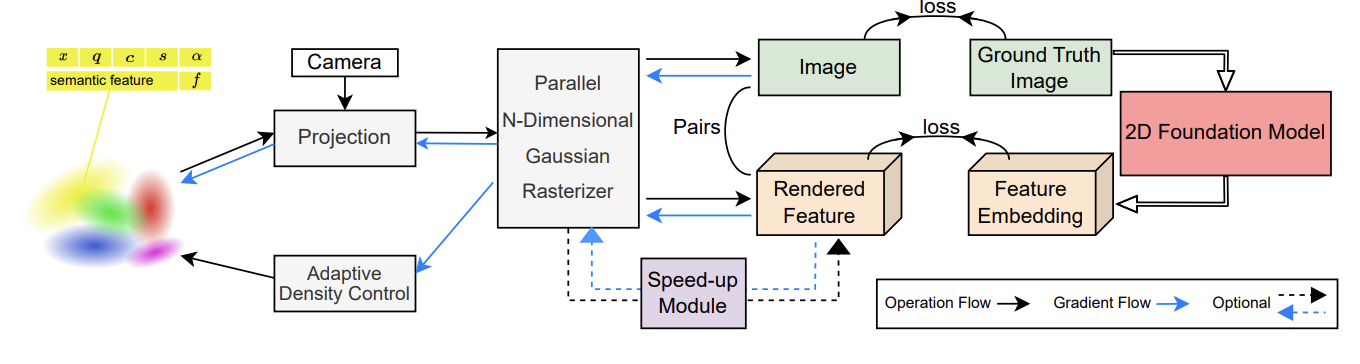 x q c s α
semantic feature f
Camera
Projection
Adaptive
Density Control
Parallel
N-Dimensional
Gaussian
Rasterizer
Speed-up
Module
loss
Image
Ground Truth
Image
Pairs
loss
Rendered
Feature
Feature
Embedding
2D Foundation Model
Operation Flow
Gradient Flow
Optional